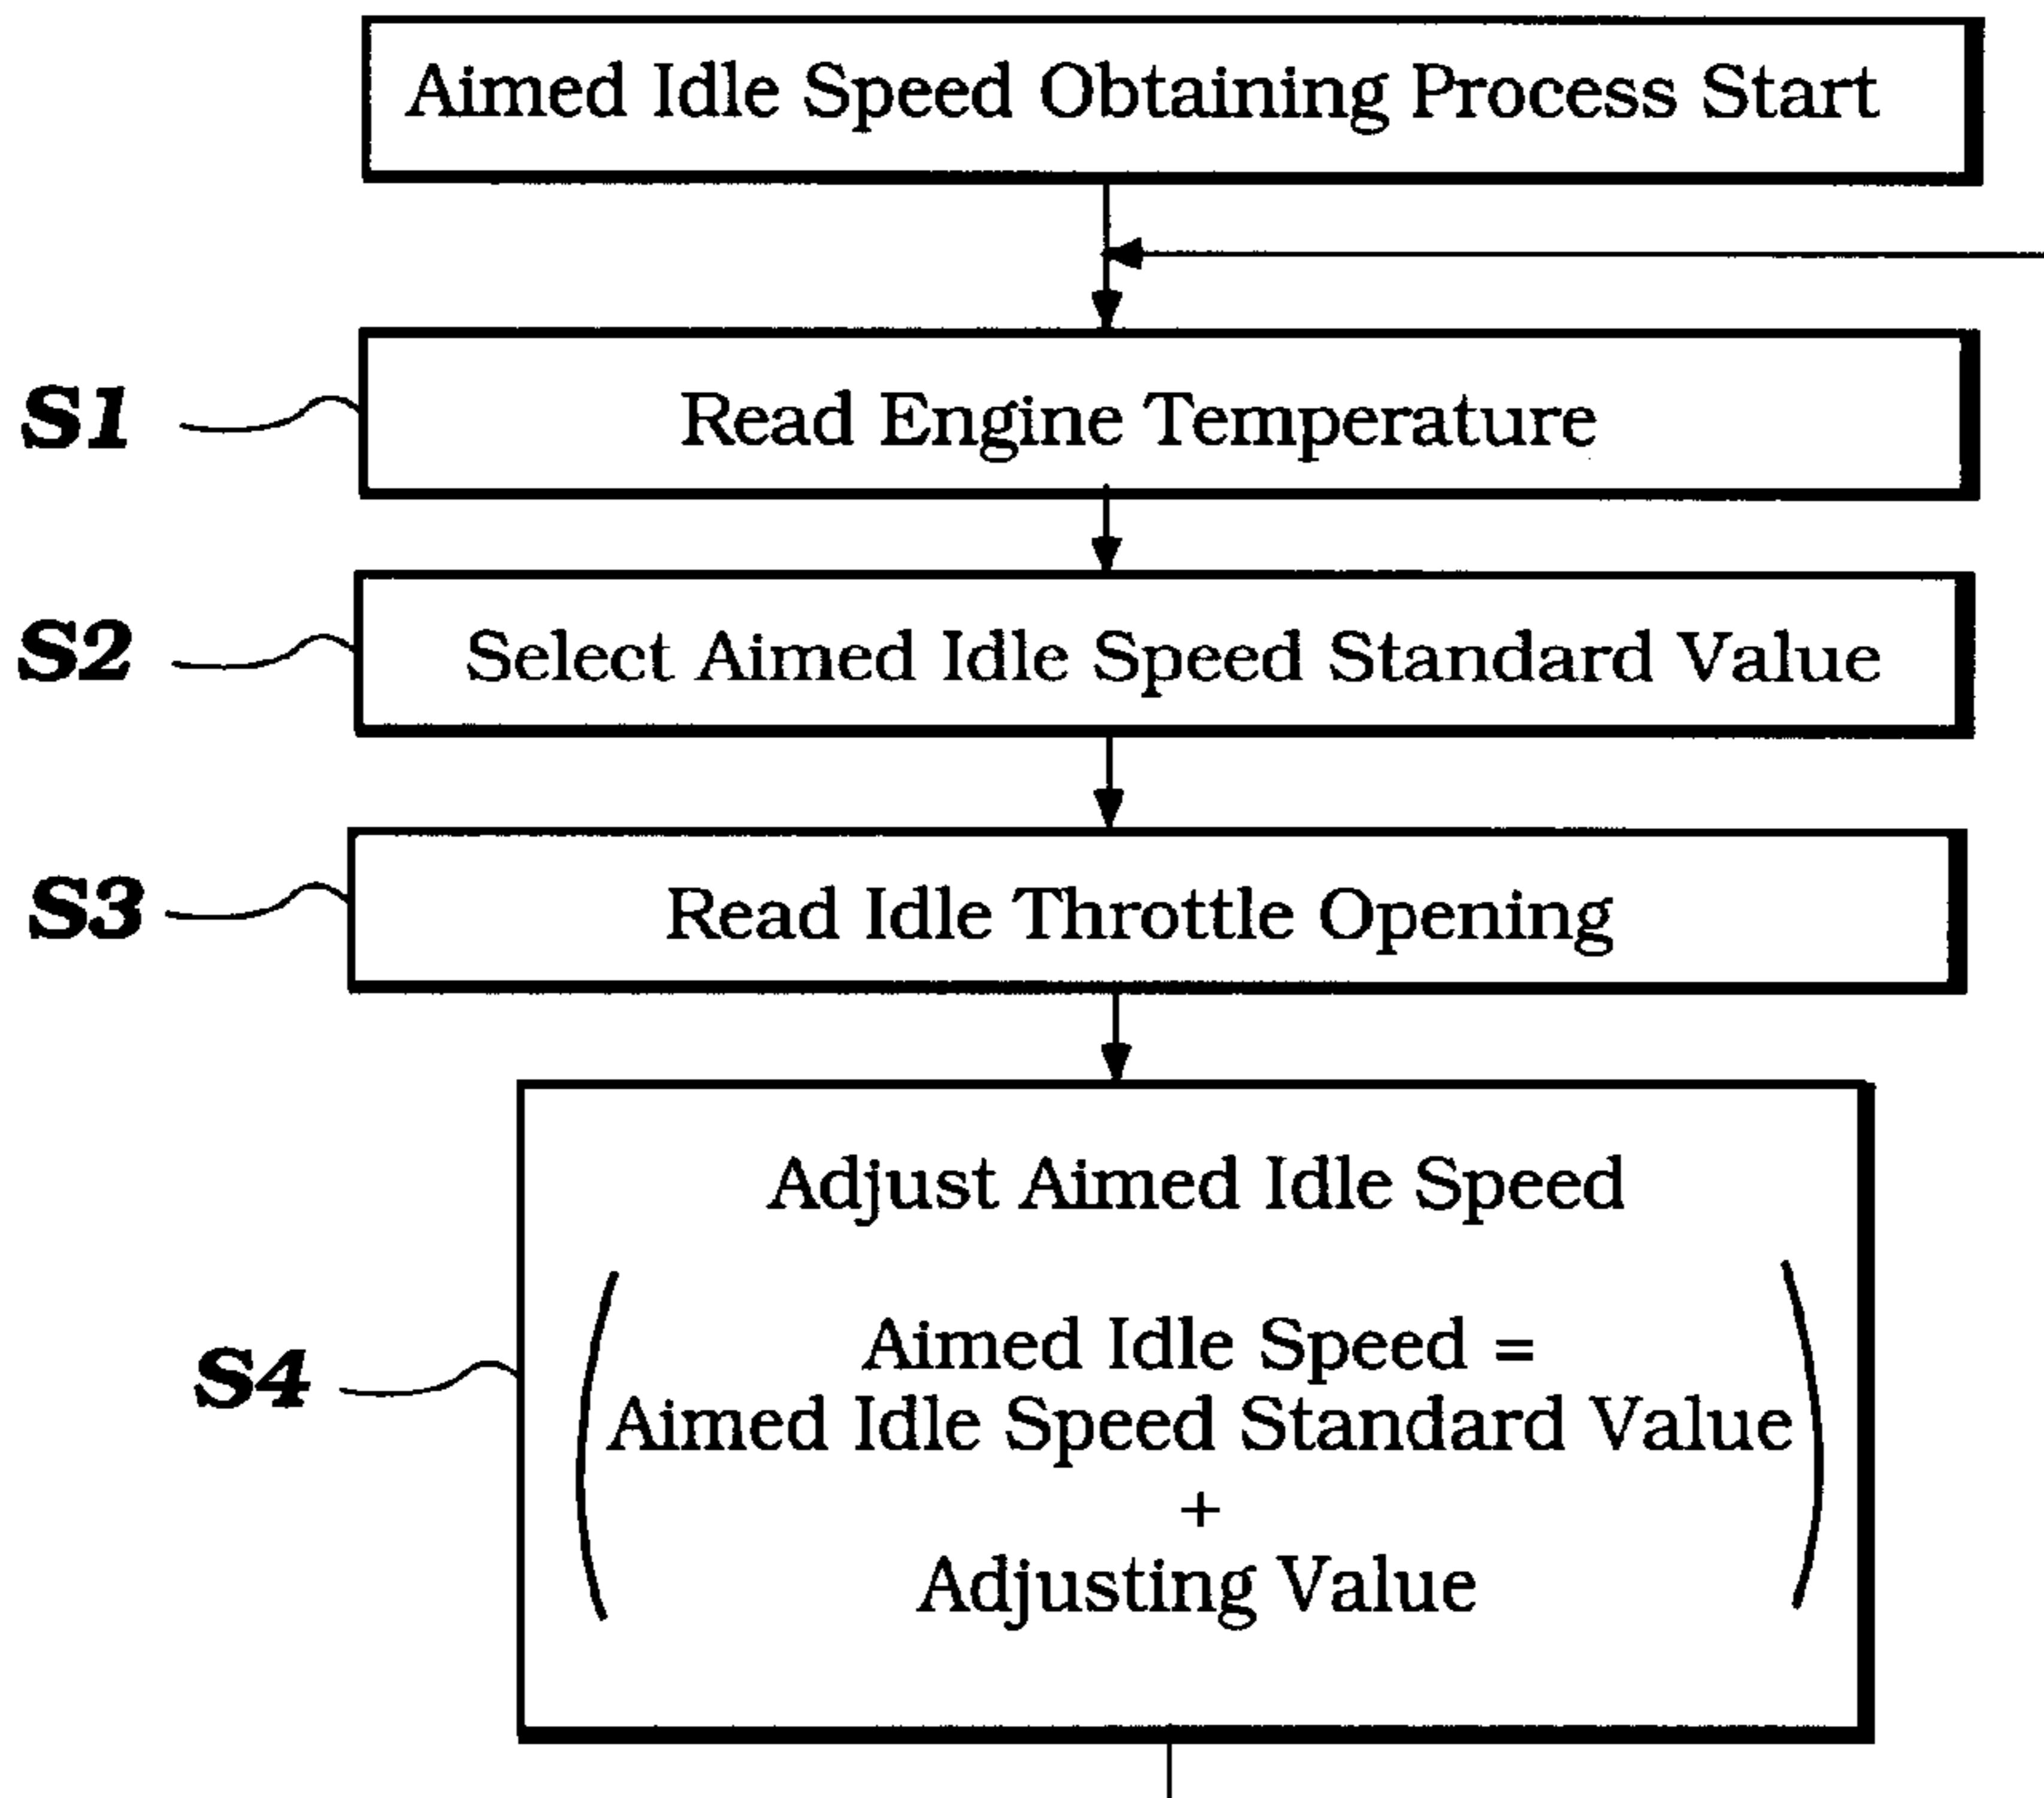 Aimed Idle Speed Obtaining Process Start
S1
Read Engine Temperature
S2
Select Aimed Idle Speed Standard Value
S3
Read Idle Throttle Opening
S4
Adjust Aimed Idle Speed
Aimed Idle Speed =
Aimed Idle Speed Standard Value
+
Adjusting Value